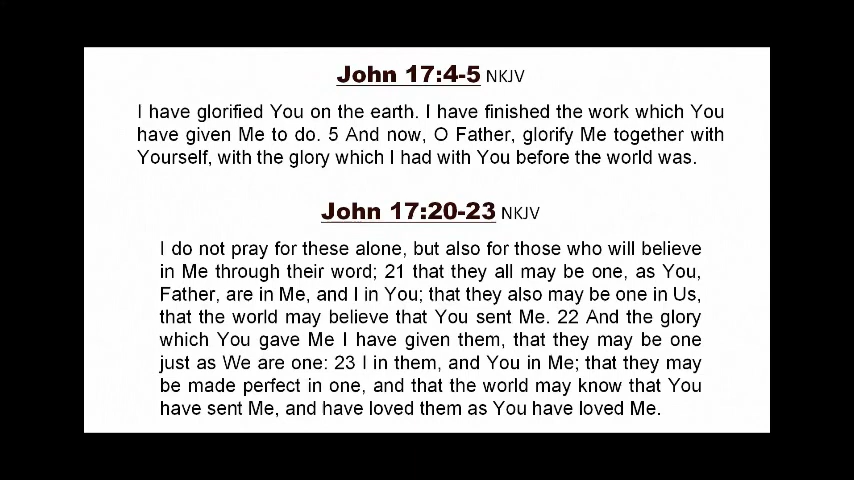 John 17:4-5 NKJV
I have glorified You on the earth. I have finished the work which You
have given Me to do. 5 And now, O Father, glorify Me together with
Yourself, with the glory which I had with You before the world was.
John 17:20-23 NKJV
I do not pray for these alone, but also for those who will believe
in Me through their word; 21 that they all may be one, as You,
Father, are in Me, and I in You; that they also may be one in Us,
that the world may believe that You sent Me. 22 And the glory
which You gave Me I have given them, that they may be one
just as We are one: 23 I in them, and You in Me; that they may
be made perfect in one, and that the world may know that You
have sent Me, and have loved them as You have loved Me.